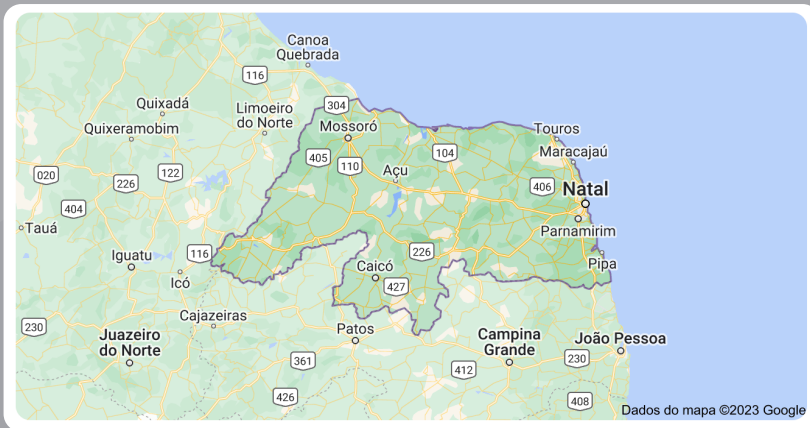 Canoa
Quebrada
116
Quixadá
Limoeiro
do Norte
304
Quixeramobim
Mossoró
Touros
Maracajaú
405
110
104
Açu
020
122
226
406
Natal
404
Tauá
Parnamirim
116
226
Iguatu
Pipa
Icó
Caicó
427
Cajazeiras
230
Patos
Juazeiro
do Norte
Campina
Grande
João Pessoa
361
230
412
426
408
Dados do mapa ©2023 Google